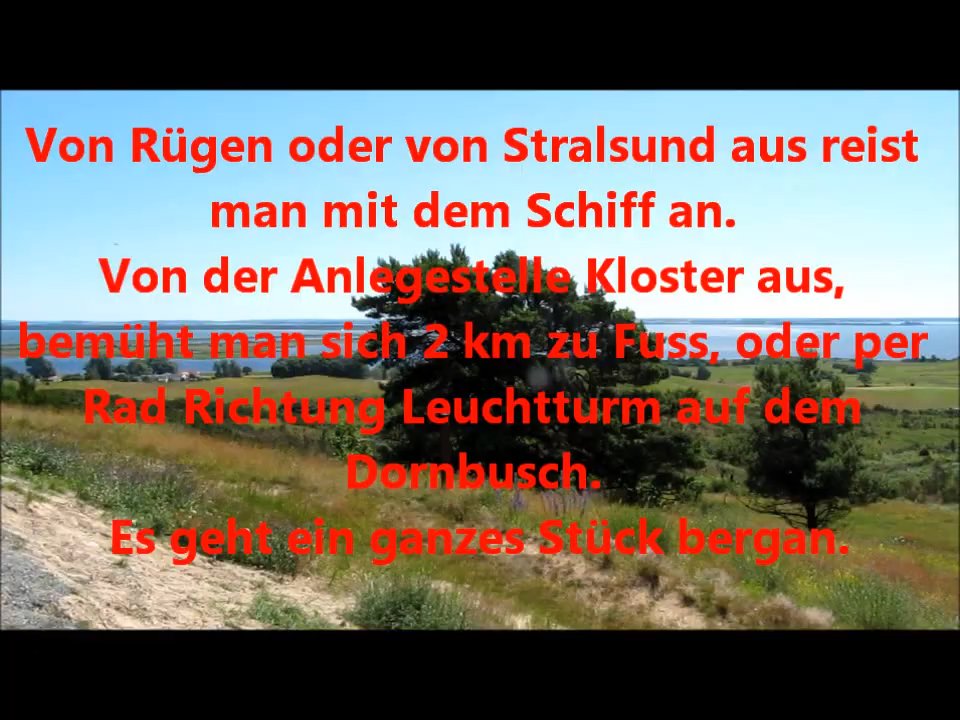 Von Rügen oder von Stralsund aus reist
man mit dem Schiff an.
Von der Anlegestelle Kloster aus,
bemüht man sich 2 km zu Fuss, oder per
Rad Richtung Leuchtturm auf dem
Dornbusch.
Es geht ein ganzes Stück bergan.